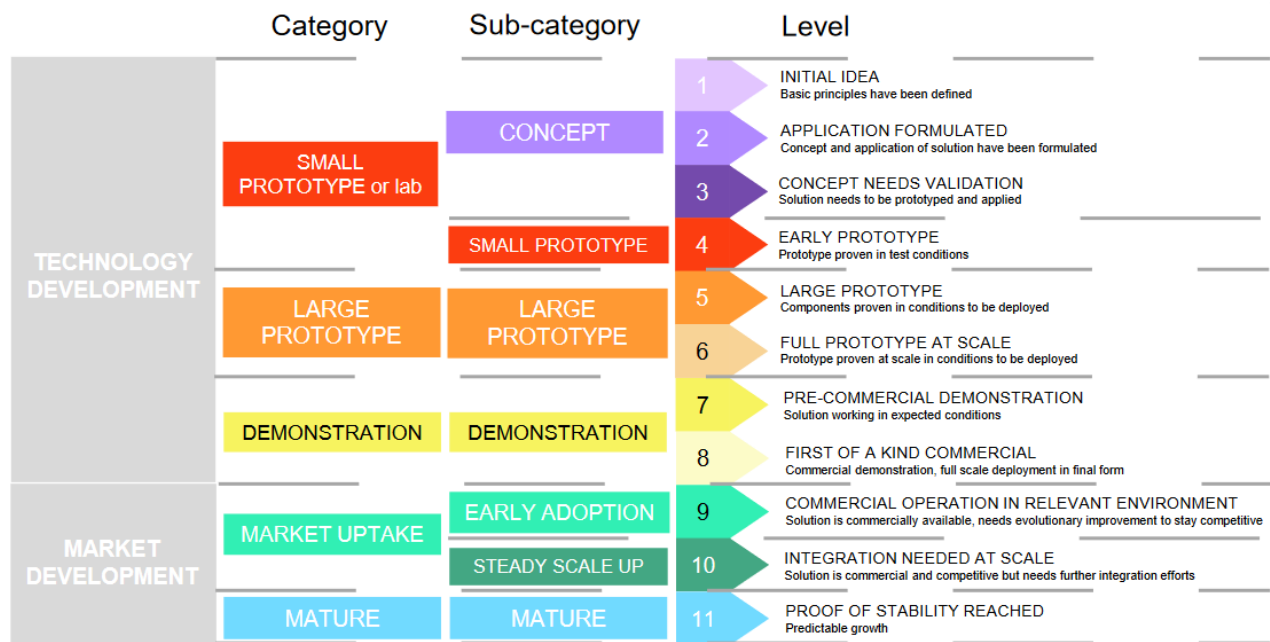 Category Sub-category Level
TECHNOLOGY
DEVELOPMENT
SMALL
PROTOTYPE or lab
CONCEPT
1
INITIAL IDEA
Basic principles have been defined
2
APPLICATION FORMULATED
Concept and application of solution have been formulated
3
CONCEPT NEEDS VALIDATION
Solution needs to be prototyped and applied
SMALL PROTOTYPE
4
EARLY PROTOTYPE
Prototype proven in test conditions
LARGE
PROTOTYPE
LARGE
PROTOTYPE
5
LARGE PROTOTYPE
Components proven in conditions to be deployed
6
FULL PROTOTYPE AT SCALE
Prototype proven at scale in conditions to be deployed
DEMONSTRATION
DEMONSTRATION
7
PRE-COMMERCIAL DEMONSTRATION
Solution working in expected conditions
8
FIRST OF A KIND COMMERCIAL
Commercial demonstration, full scale deployment in final form
MARKET
DEVELOPMENT
MARKET UPTAKE
EARLY ADOPTION
9
COMMERCIAL OPERATION IN RELEVANT ENVIRONMENT
Solution is commercially available, needs evolutionary improvement to stay competitive
STEADY SCALE UP
10
INTEGRATION NEEDED AT SCALE
Solution is commercial and competitive but needs further integration efforts
MATURE
MATURE
11
PROOF OF STABILITY REACHED
Predictable growth